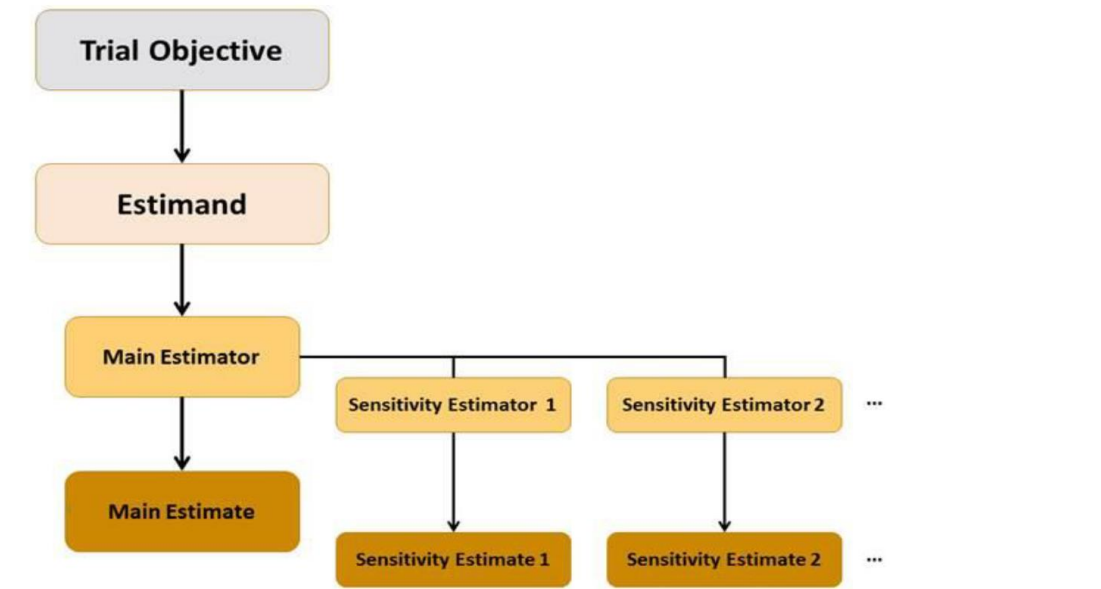 Trial Objective
Estimand
Main Estimator
Sensitivity Estimator 1
Sensitivity Estimator 2
...
Main Estimate
Sensitivity Estimate 1
Sensitivity Estimate 2
...